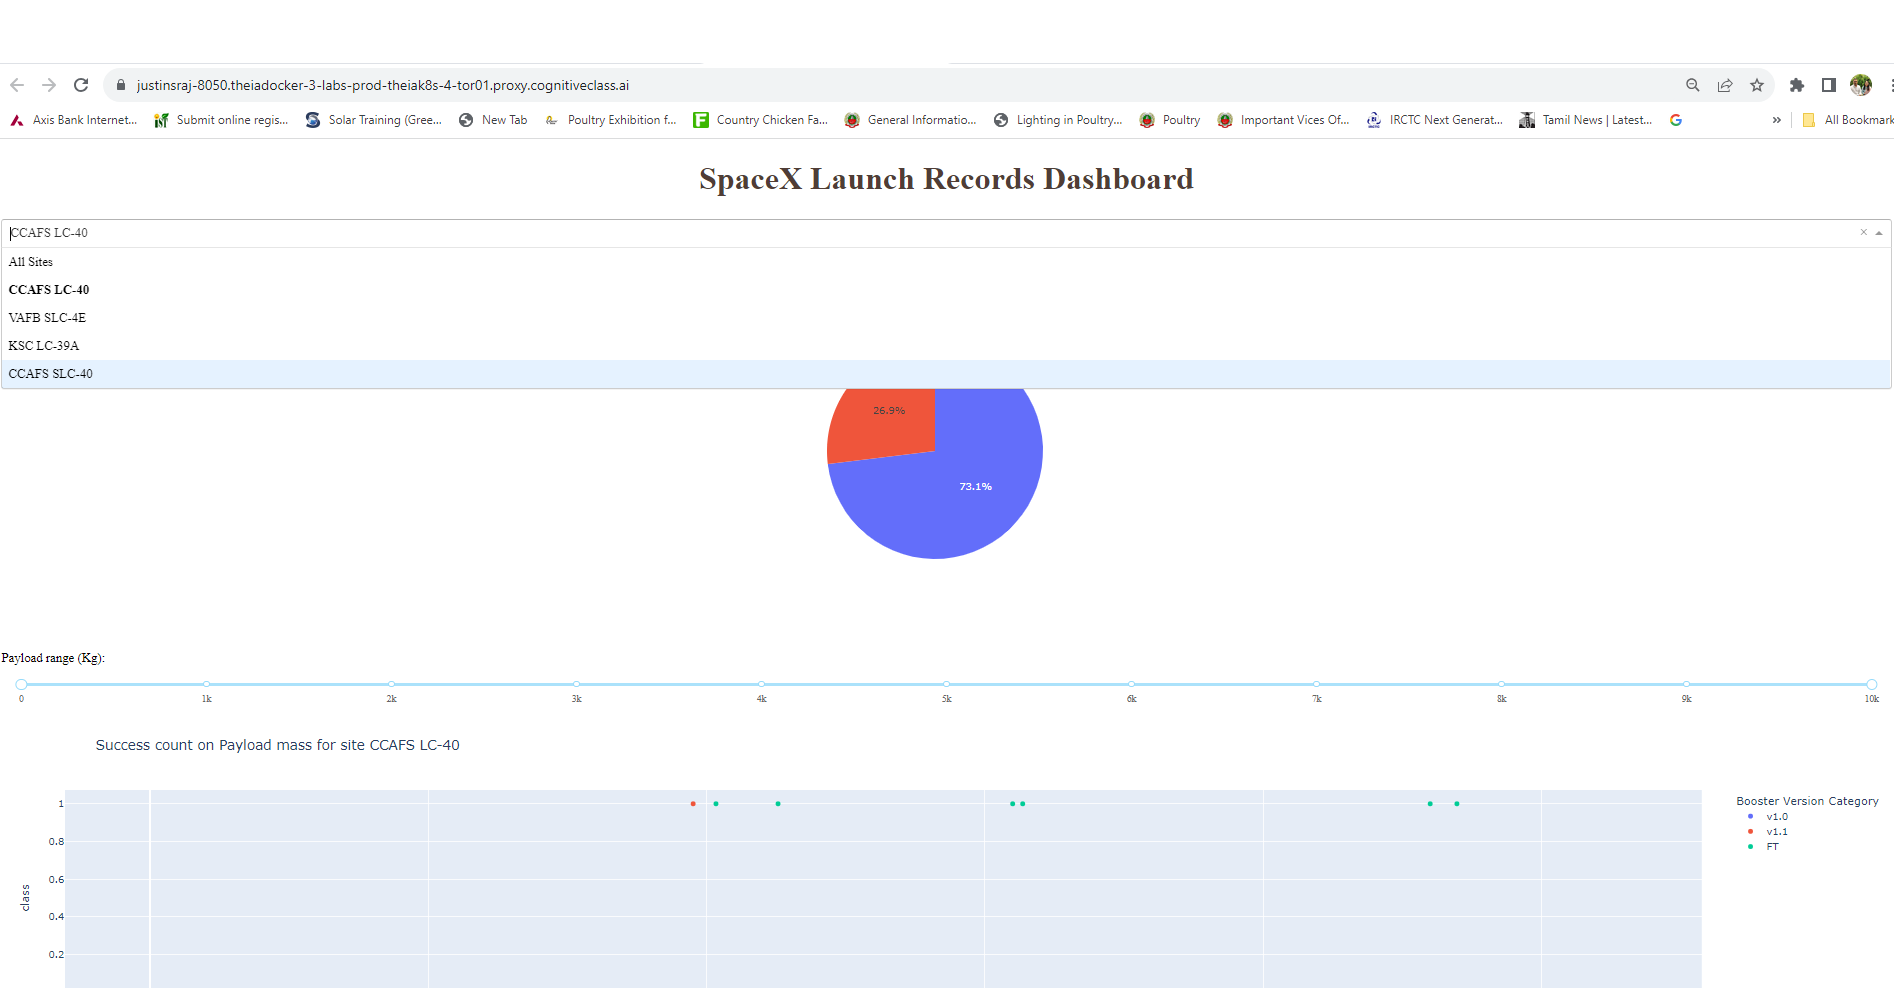 justinsraj-8050.theiadocker-3-labs-prod-theiak8s-4-tor01.proxy.cognitiveclass.ai
Axis Bank Internet... Submit online regis... Solar Training (Gree... New Tab Poultry Exhibition f... Country Chicken Fa... General Informatio... Lighting in Poultry... Poultry Important Vices Of... IRCTC Next Generat... Tamil News | Latest... » All Bookmark
SpaceX Launch Records Dashboard
CCAFS LC-40
All Sites
CCAFS LC-40
VAFB SLC-4E
KSC LC-39A
CCAFS SLC-40
26.9%
73.1%
Payload range (Kg):
0 1k 2k 3k 4k 5k 6k 7k 8k 9k 10k
Success count on Payload mass for site CCAFS LC-40
1
0.8
0.6
0.4
0.2
class
Booster Version Category
v1.0
v1.1
FT